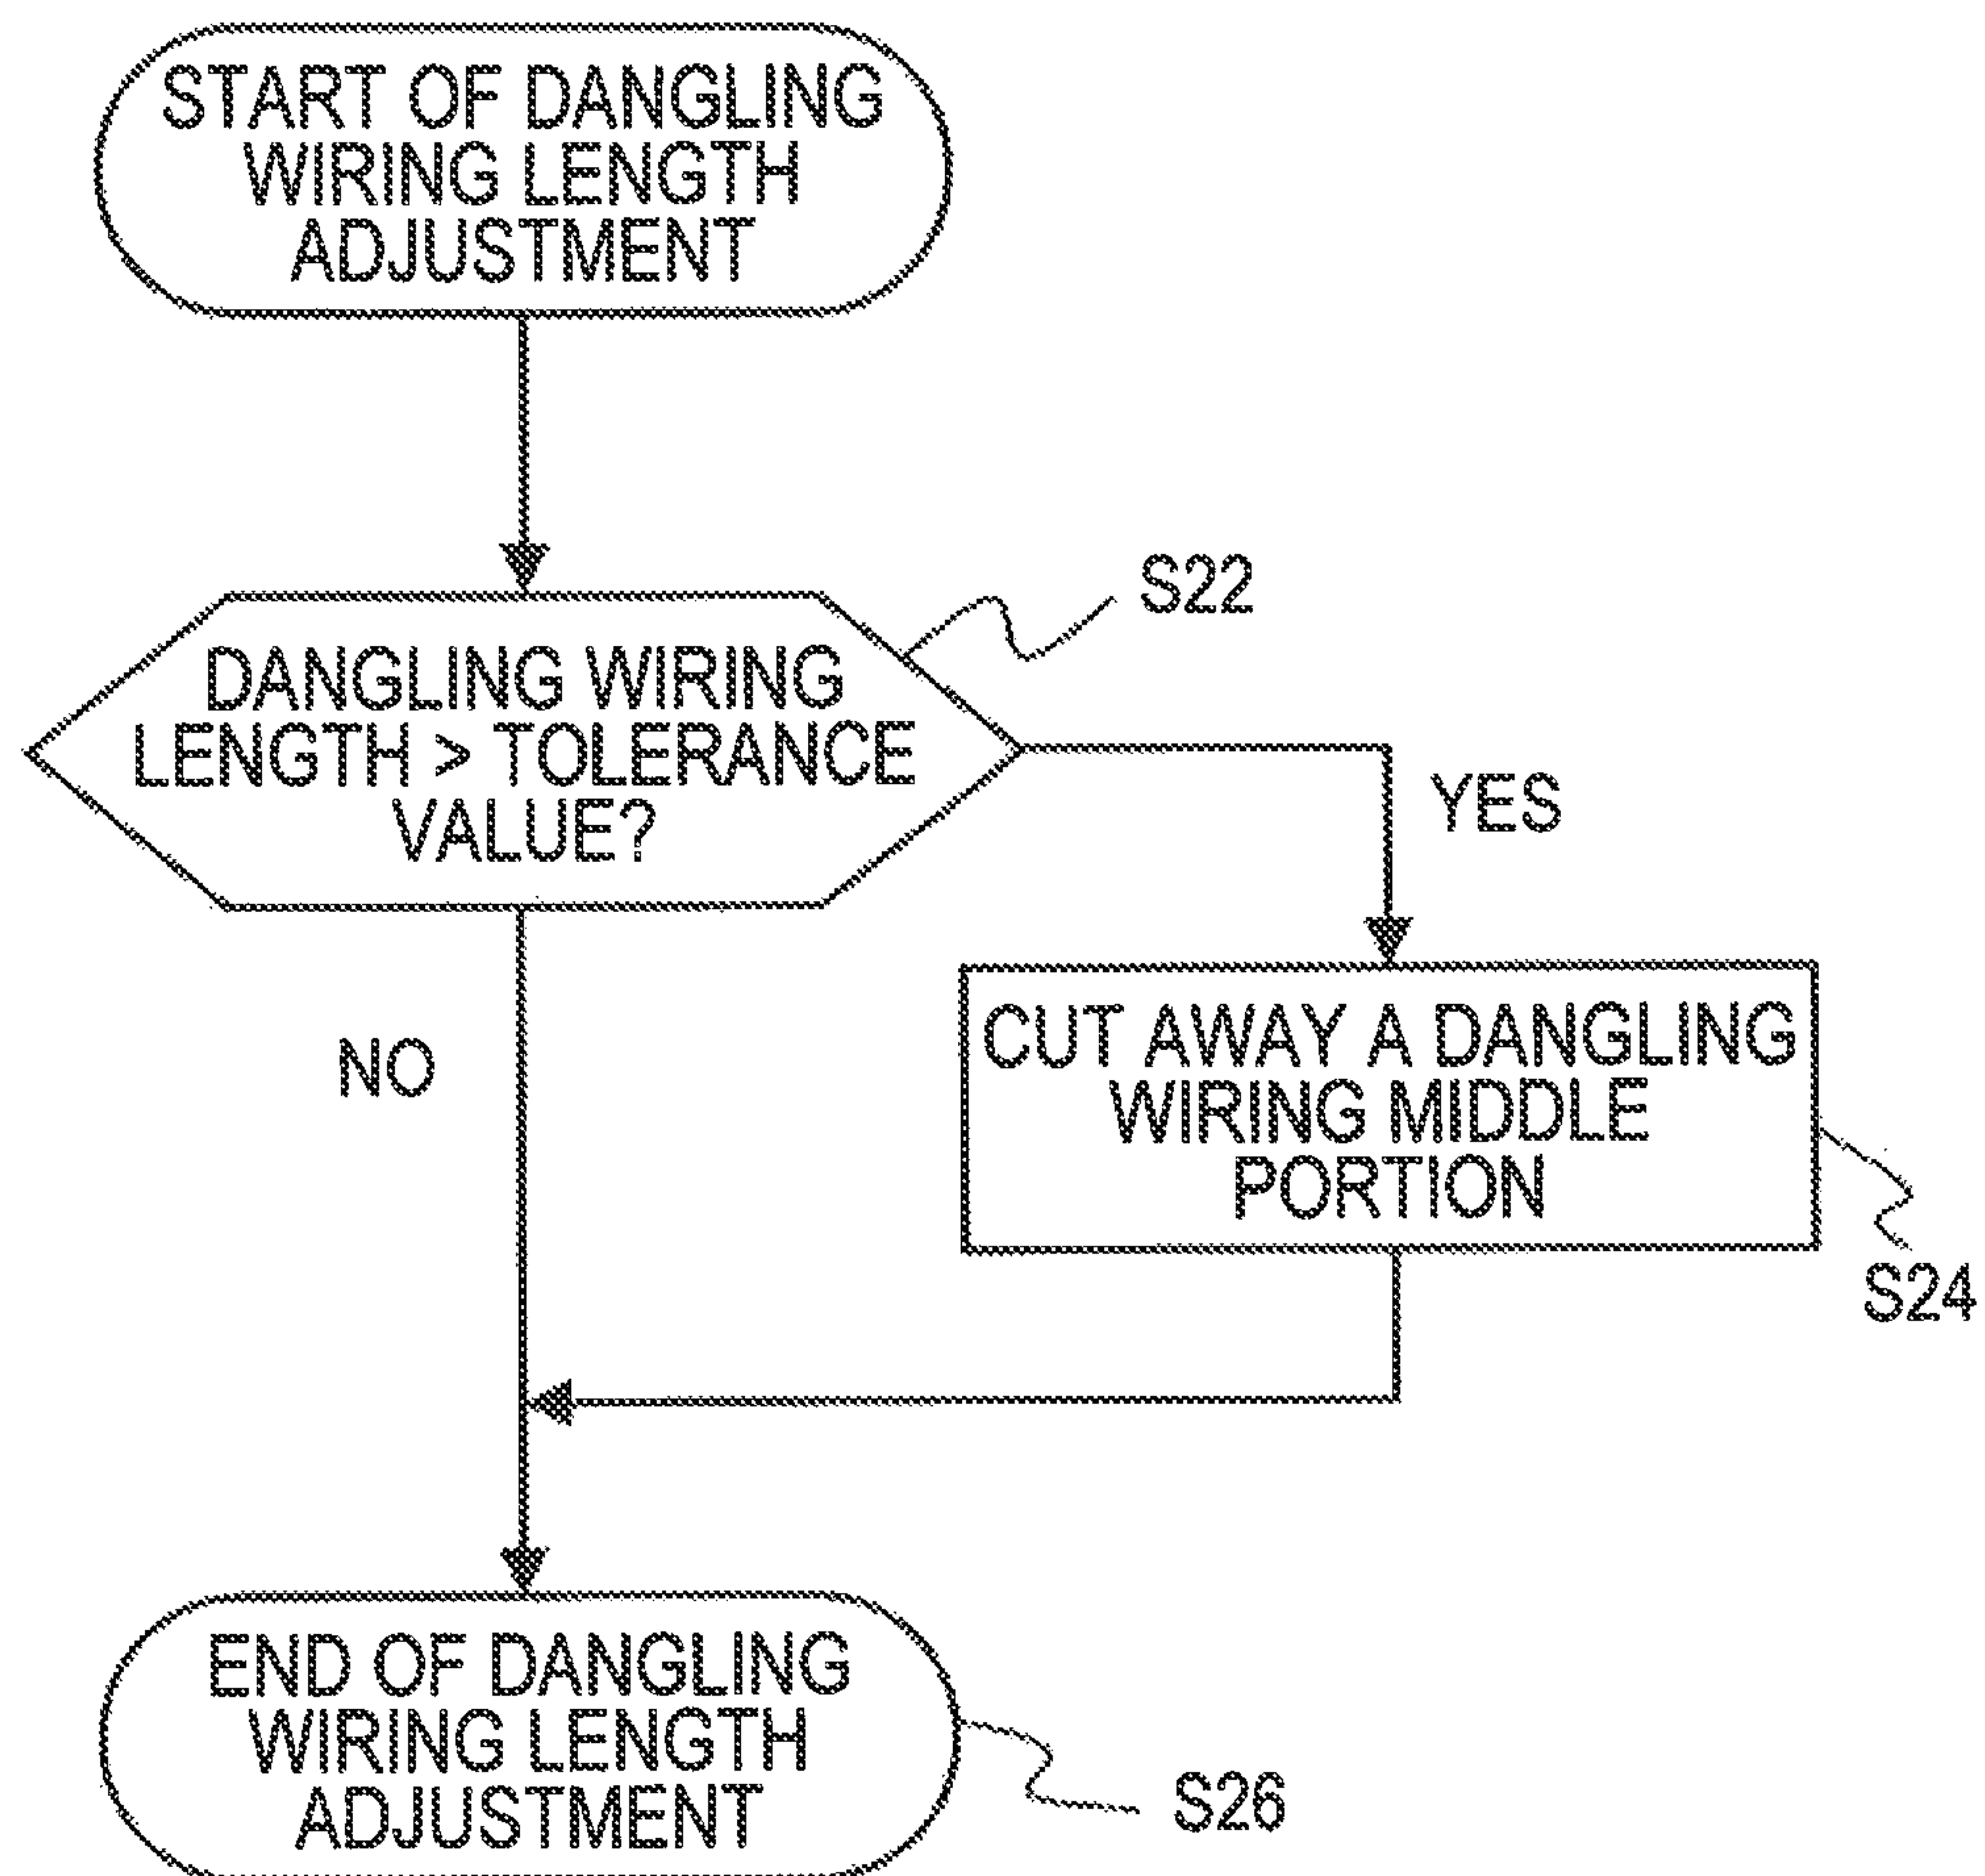 START OF DANGLING
WIRING LENGTH
ADJUSTMENT
S22
DANGLING WIRING
LENGTH > TOLERANCE
VALUE?
YES
NO
CUT AWAY A DANGLING
WIRING MIDDLE
PORTION
S24
END OF DANGLING
WIRING LENGTH
ADJUSTMENT
S26